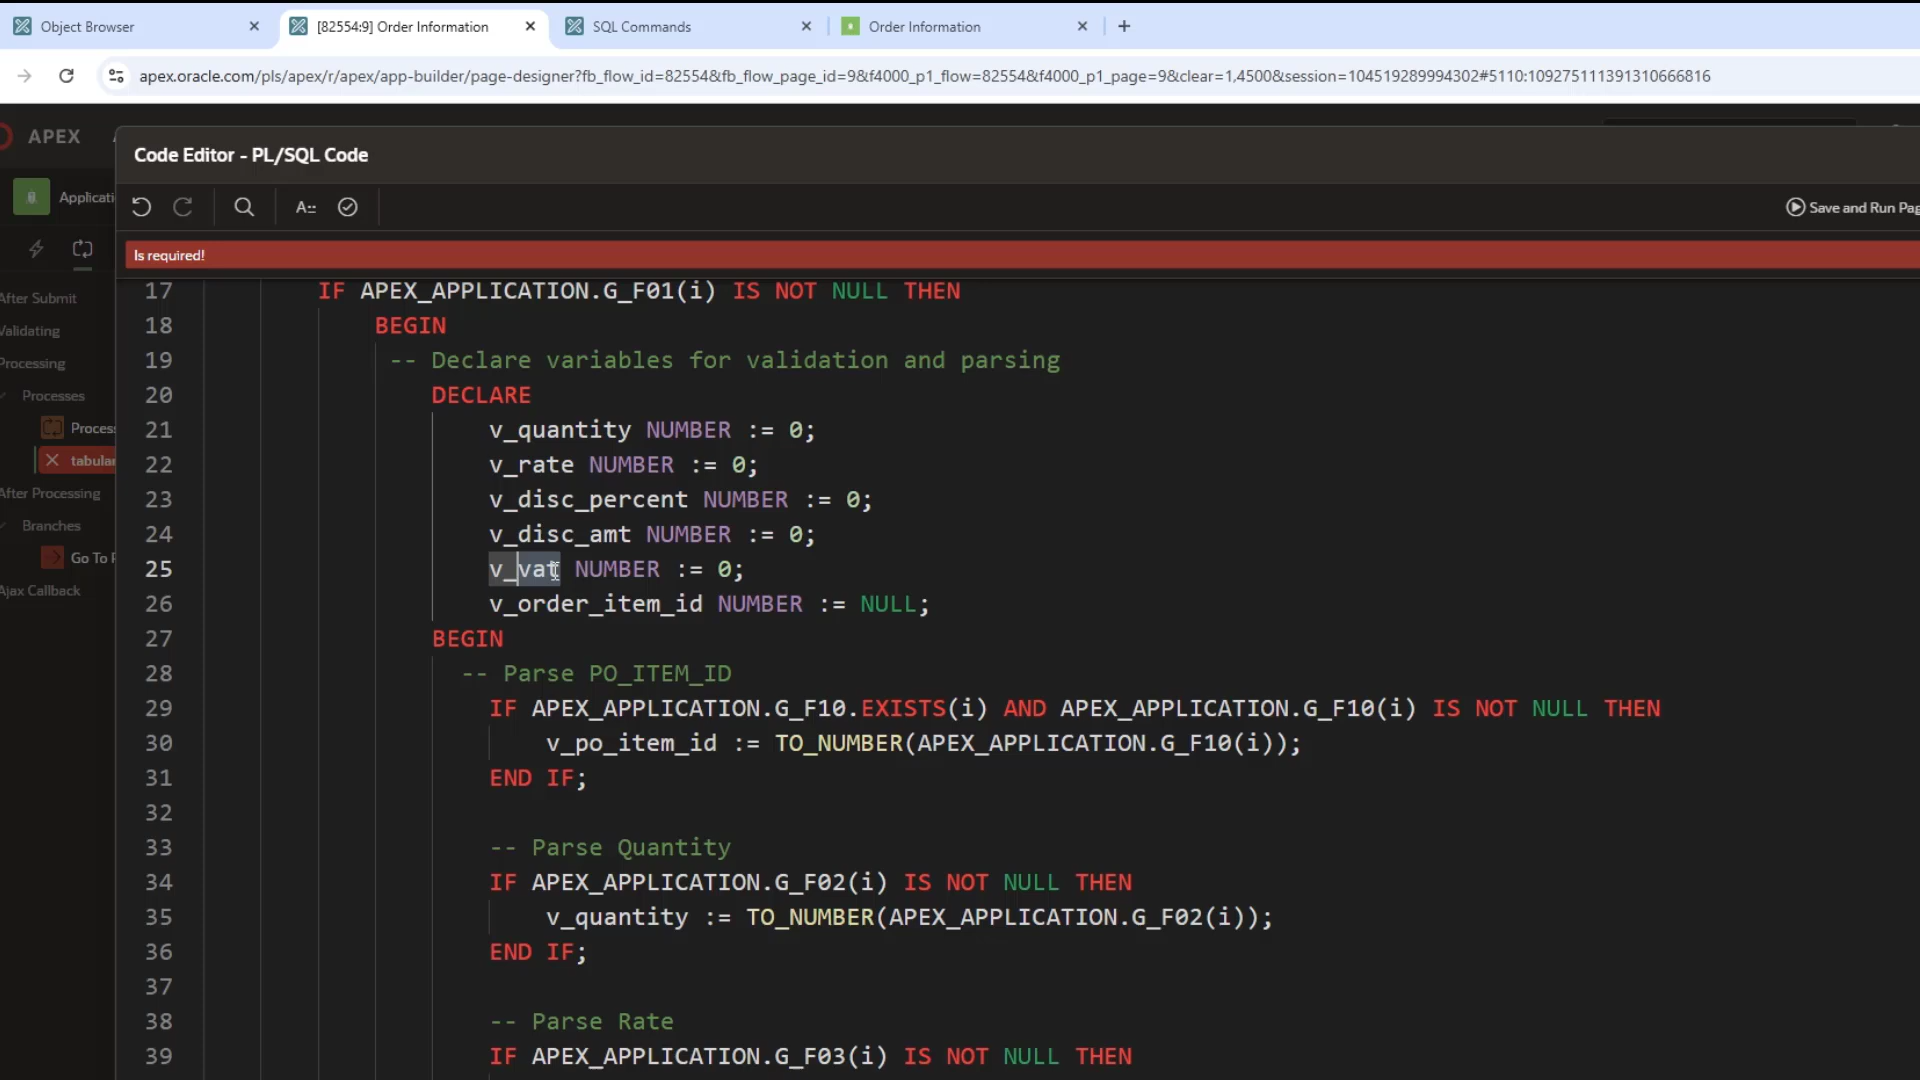 Object Browser
[82554:9] Order Information
SQL Commands
Order Information
apex.oracle.com/pls/apex/r/apex/app-builder/page-designer?fb_flow_id=82554&fb_flow_page_id=9&f4000_p1_flow=82554&f4000_p1_page=9&clear=1,4500&session=104519289994302#5110:109275111391310666816
APEX
Code Editor - PL/SQL Code
Applicati
Save and Run Pag
Is required!
After Submit
Validating
Processing
Processes
Process
tabular
After Processing
Branches
Go To P
Ajax Callback
17 IF APEX_APPLICATION.G_F01(i) IS NOT NULL THEN
18 BEGIN
19 -- Declare variables for validation and parsing
20 DECLARE
21 v_quantity NUMBER := 0;
22 v_rate NUMBER := 0;
23 v_disc_percent NUMBER := 0;
24 v_disc_amt NUMBER := 0;
25 v_vat NUMBER := 0;
26 v_order_item_id NUMBER := NULL;
27 BEGIN
28 -- Parse PO_ITEM_ID
29 IF APEX_APPLICATION.G_F10.EXISTS(i) AND APEX_APPLICATION.G_F10(i) IS NOT NULL THEN
30 v_po_item_id := TO_NUMBER(APEX_APPLICATION.G_F10(i));
31 END IF;
32
33 -- Parse Quantity
34 IF APEX_APPLICATION.G_F02(i) IS NOT NULL THEN
35 v_quantity := TO_NUMBER(APEX_APPLICATION.G_F02(i));
36 END IF;
37
38 -- Parse Rate
39 IF APEX_APPLICATION.G_F03(i) IS NOT NULL THEN